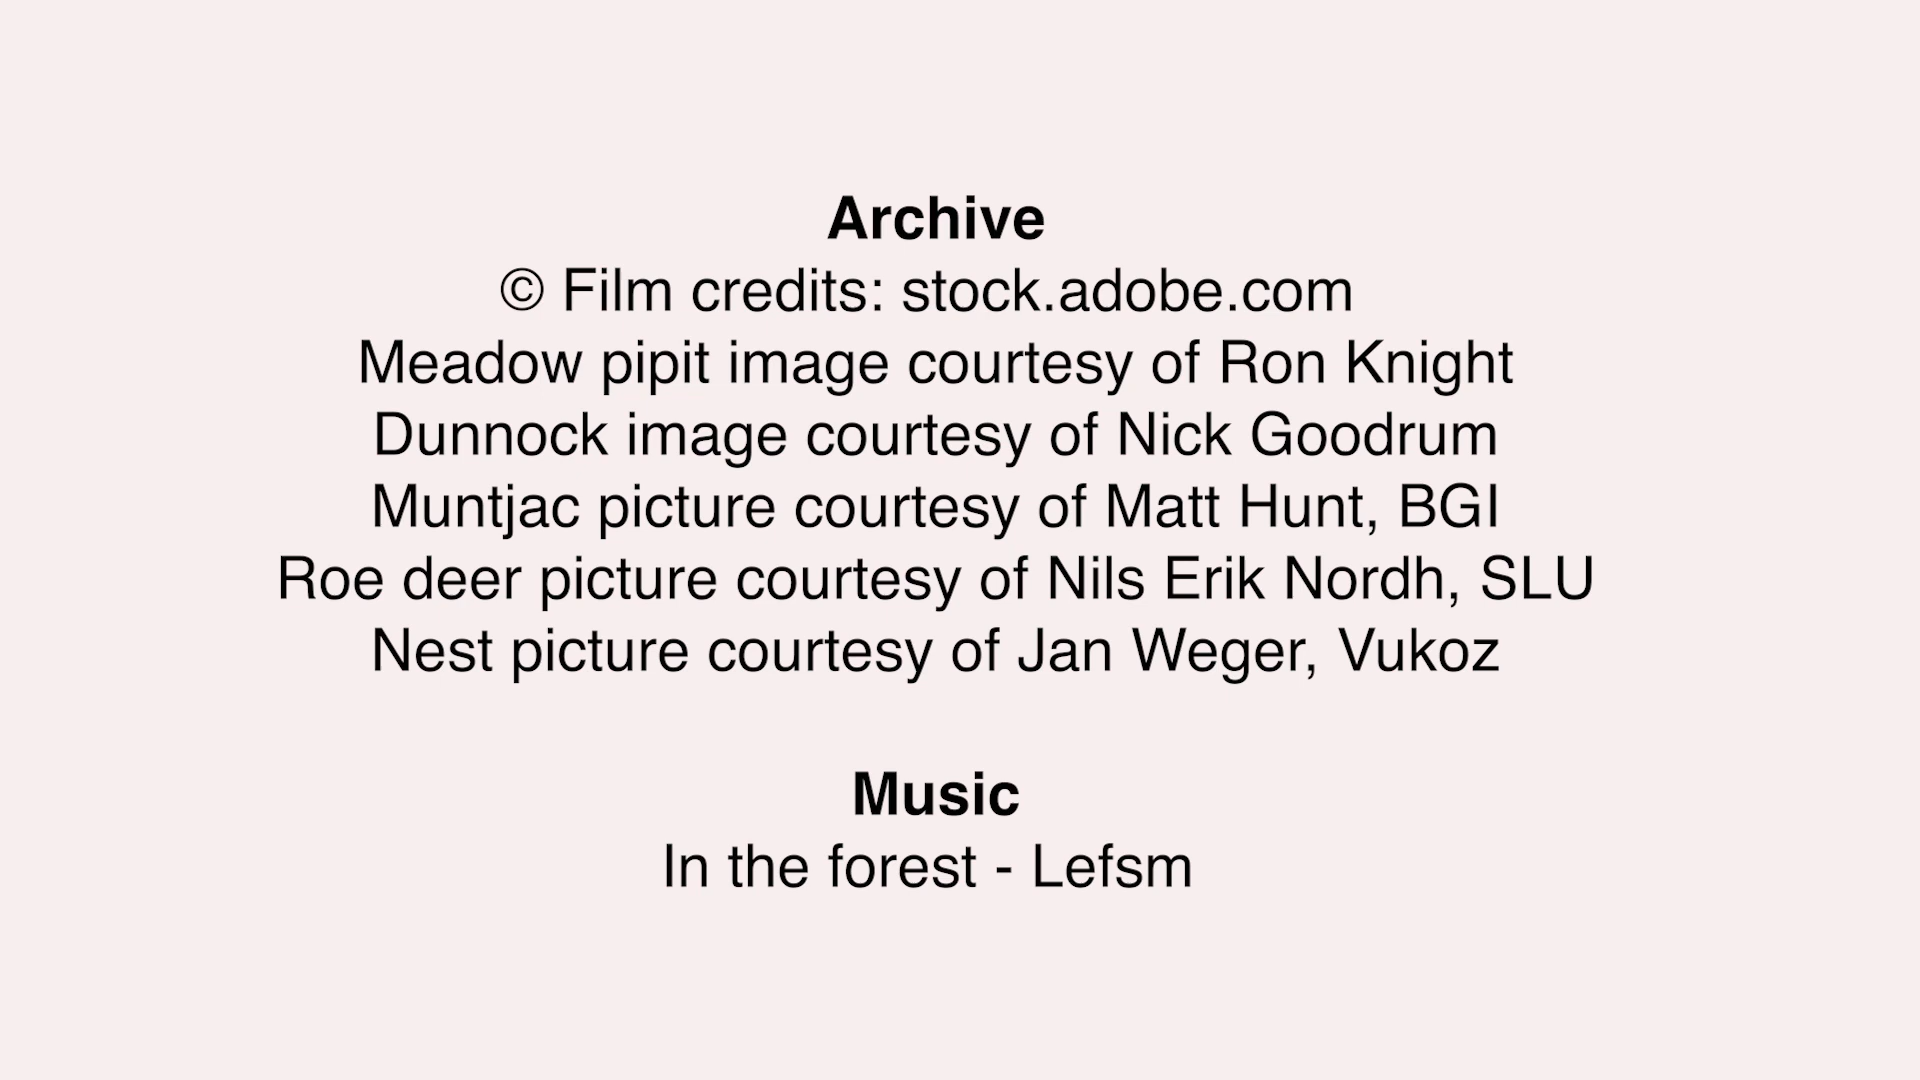 Archive
© Film credits: stock.adobe.com
Meadow pipit image courtesy of Ron Knight
Dunnock image courtesy of Nick Goodrum
Muntjac picture courtesy of Matt Hunt, BGI
Roe deer picture courtesy of Nils Erik Nordh, SLU
Nest picture courtesy of Jan Weger, Vukoz
Music
In the forest - Lefsm